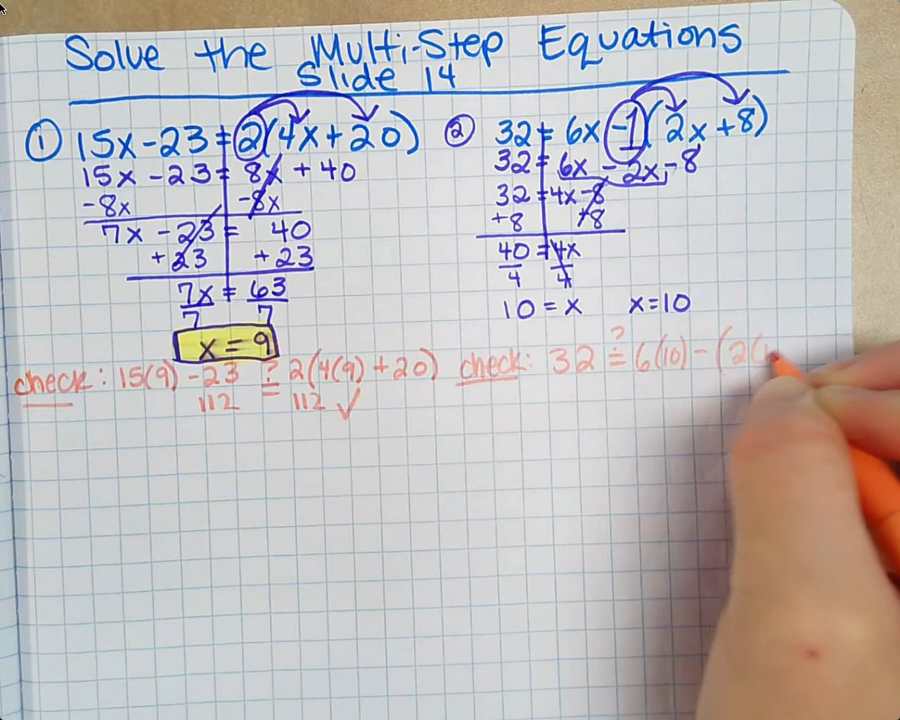 Solve the Multi-Step Equations
Slide 14
① 15x - 23 = 2(4x + 20)
15x - 23 = 8x + 40
-8x -8x
7x - 23 = 40
+ 23 + 23
7x = 63
7 7
x = 9
check: 15(9) - 23 ?= 2(4(9) + 20)
112 112 ✓
② 32 = 6x -1(2x + 8)
32 = 6x - 2x - 8
32 = 4x - 8
+8 +8
40 = 4x
4 4
10 = x x = 10
check: 32 ?= 6(10) - (2(